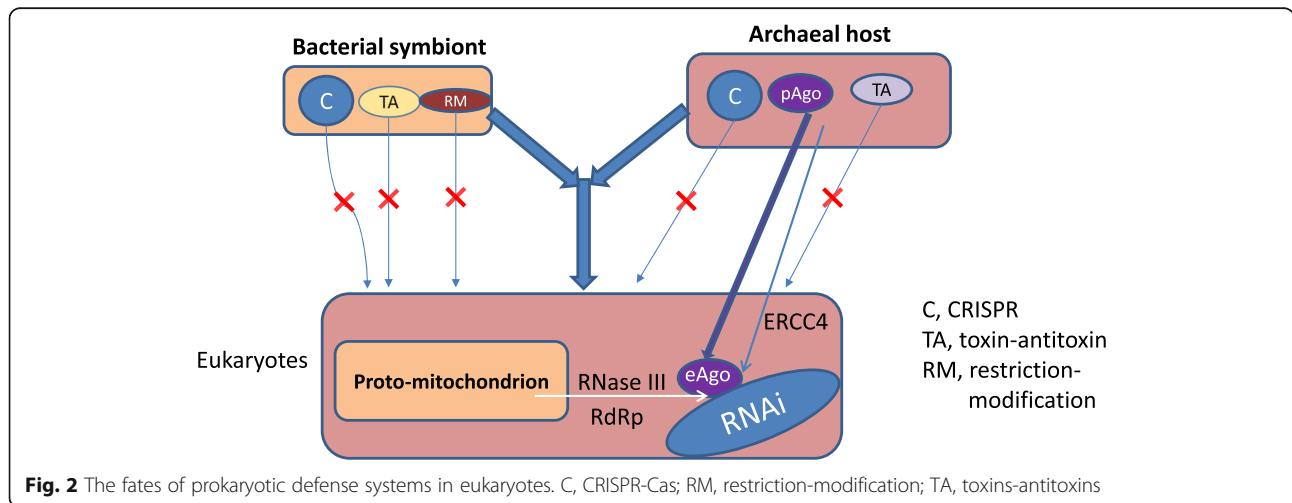 Bacterial symbiont
Archaeal host
C
TA
RM
C
pAgo
TA
ERCC4
Eukaryotes
Proto-mitochondrion
RNase III
RdRp
eAgo
RNAi
C, CRISPR
TA, toxin-antitoxin
RM, restriction-
modification
Fig. 2 The fates of prokaryotic defense systems in eukaryotes. C, CRISPR-Cas; RM, restriction-modification; TA, toxins-antitoxins